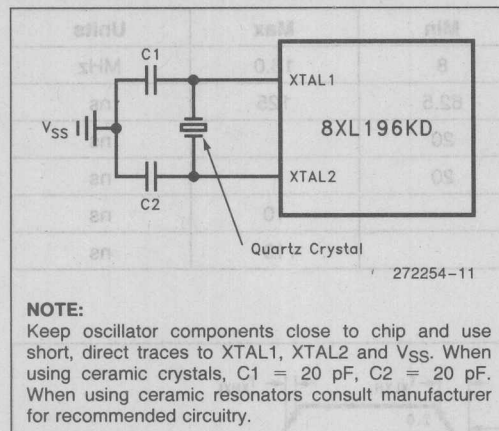 C1
XTAL1
VSS
8XL196KD
XTAL2
C2
Quartz Crystal
272254-11
NOTE:
Keep oscillator components close to chip and use
short, direct traces to XTAL1, XTAL2 and VSS. When
using ceramic crystals, C1 = 20 pF, C2 = 20 pF.
When using ceramic resonators consult manufacturer
for recommended circuitry.